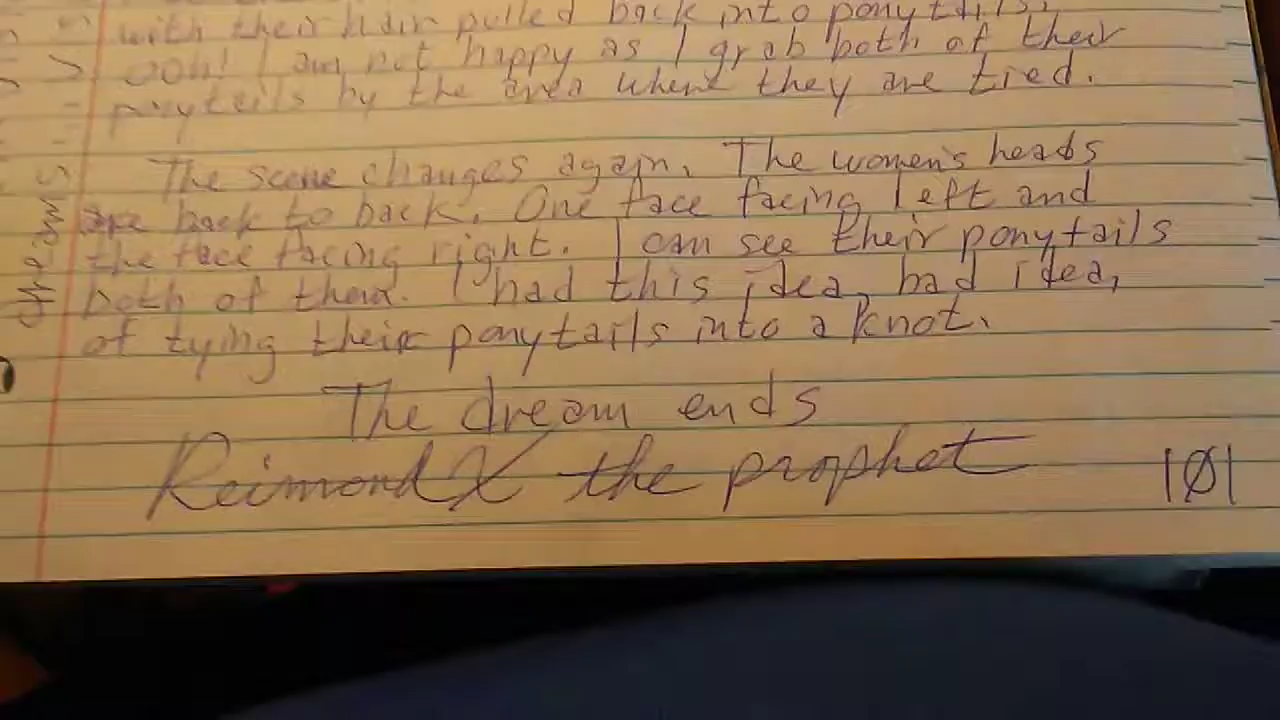 with their hair pulled back into ponytails,
ooh! I am not happy as I grab both of their
ponytails by the area where they are tied.
The scene changes again. The women's heads
are back to back. One face facing left and
the face facing right. I can see their ponytails
both of them. I had this idea, bad idea,
of tying their ponytails into a knot.
The dream ends
Reimond X the prophet
101